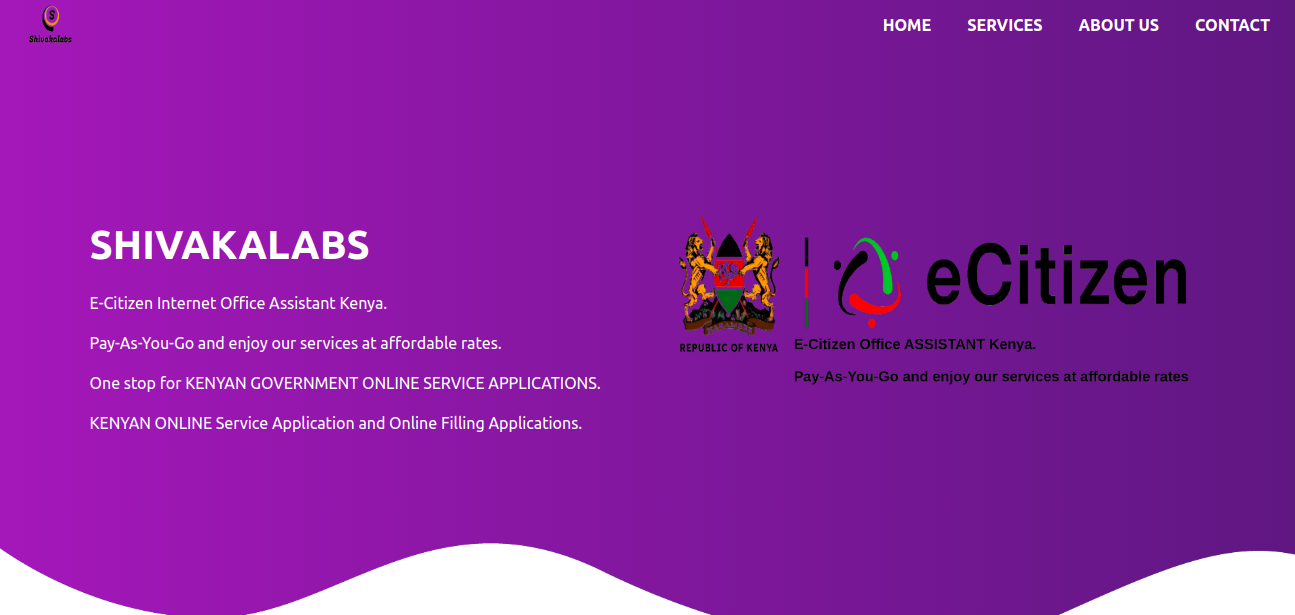 S
Shivakalabs
HOME SERVICES ABOUT US CONTACT
SHIVAKALABS
E-Citizen Internet Office Assistant Kenya.
Pay-As-You-Go and enjoy our services at affordable rates.
One stop for KENYAN GOVERNMENT ONLINE SERVICE APPLICATIONS.
KENYAN ONLINE Service Application and Online Filling Applications.
eCitizen
REPUBLIC OF KENYA
E-Citizen Office ASSISTANT Kenya.
Pay-As-You-Go and enjoy our services at affordable rates